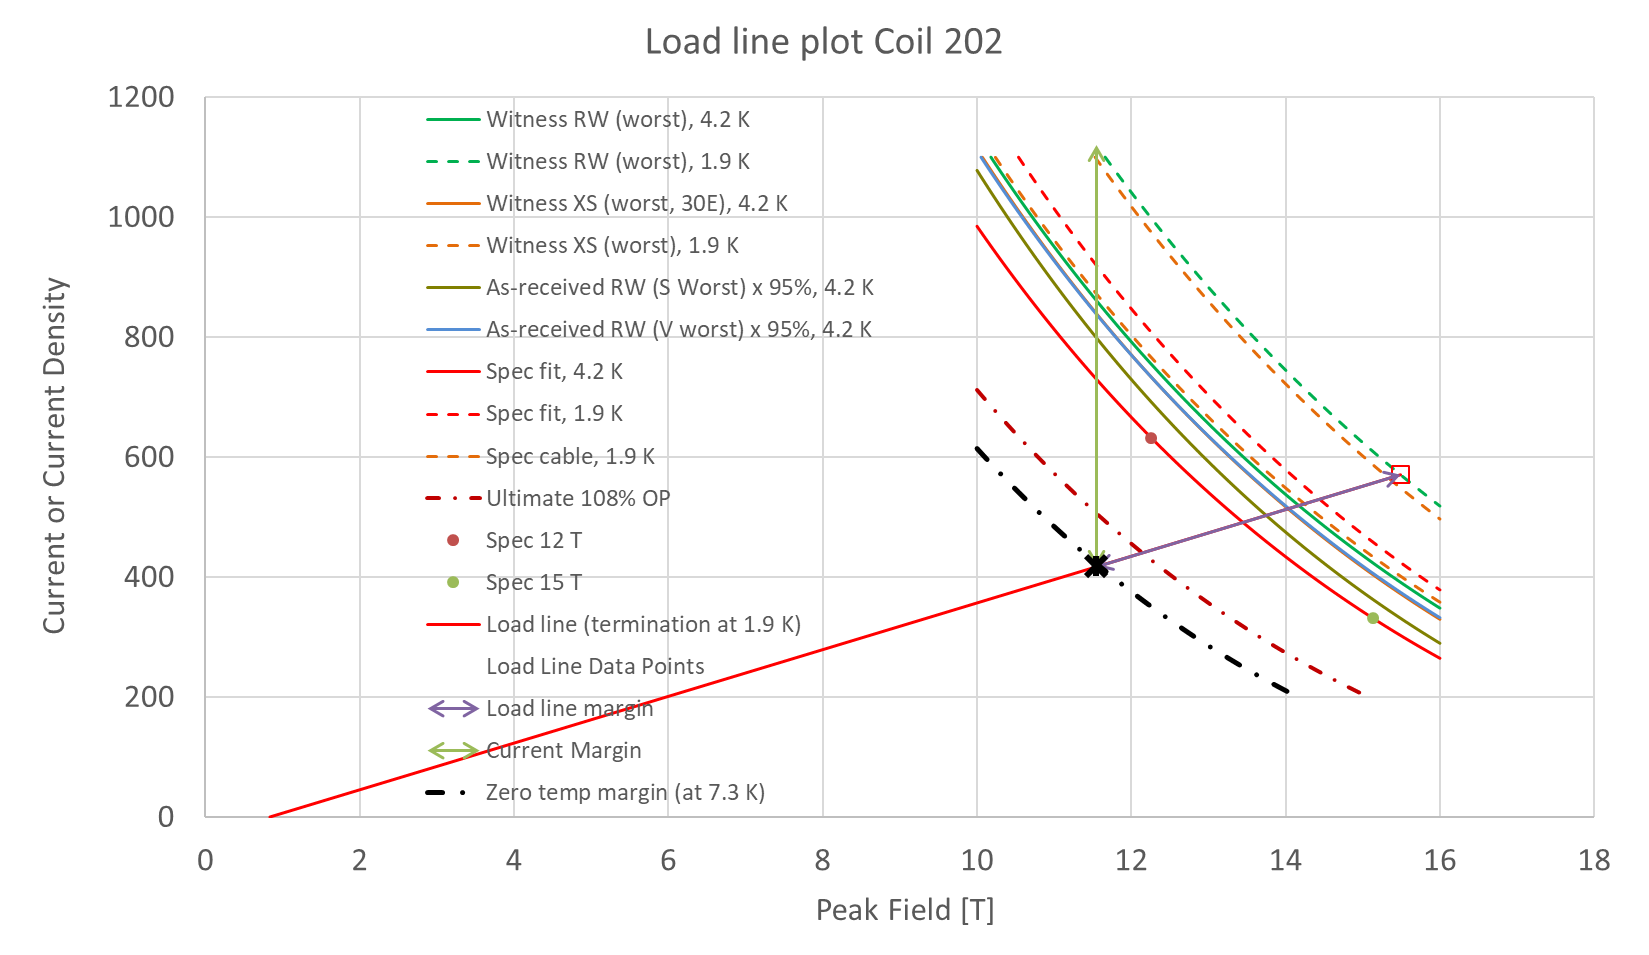 Load line plot Coil 202
1200
1000
800
600
400
200
0
Current or Current Density
Witness RW (worst), 4.2 K
Witness RW (worst), 1.9 K
Witness XS (worst, 30E), 4.2 K
Witness XS (worst), 1.9 K
As-received RW (S Worst) x 95%, 4.2 K
As-received RW (V worst) x 95%, 4.2 K
Spec fit, 4.2 K
Spec fit, 1.9 K
Spec cable, 1.9 K
Ultimate 108% OP
Spec 12 T
Spec 15 T
Load line (termination at 1.9 K)
Load Line Data Points
Load line margin
Current Margin
Zero temp margin (at 7.3 K)
0 2 4 6 8 10 12 14 16 18
Peak Field [T]